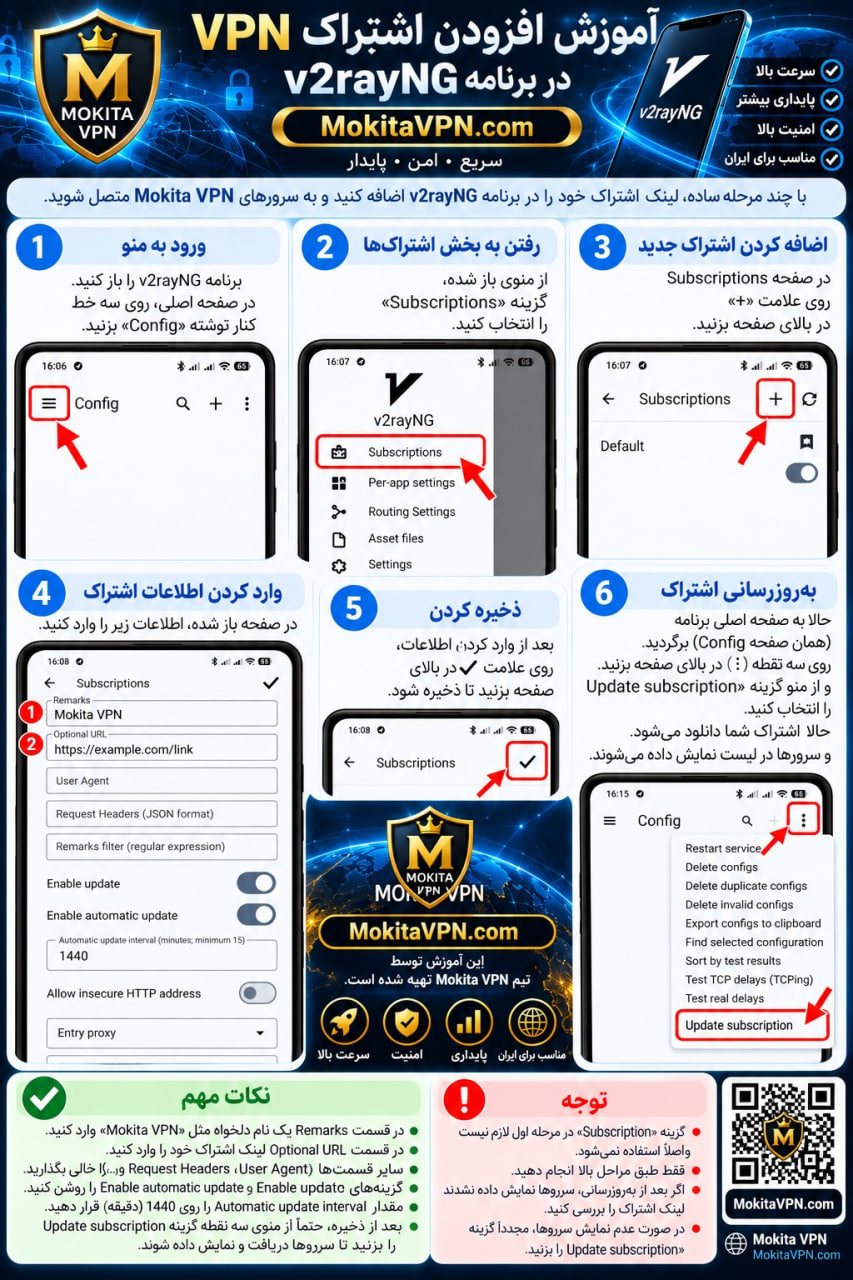 آموزش افزودن اشتراک VPN
در برنامه v2rayNG
MokitaVPN.com
سریع • امن • پایدار
M
MOKITA
VPN
v2rayNG
سرعت بالا
پایداری بیشتر
امنیت بالا
مناسب برای ایران
با چند مرحله ساده، لینک اشتراک خود را در برنامه v2rayNG اضافه کنید و به سرورهای Mokita VPN متصل شوید.
1 ورود به منو
برنامه v2rayNG را باز کنید.
در صفحه اصلی، روی سه خط
کنار توشته «Config» بزنید.
16:06
65
Config
2 رفتن به بخش اشتراک‌ها
از منوی باز شده،
گزینه «Subscriptions»
را انتخاب کنید.
16:07
65
v2rayNG
Subscriptions
Per-app settings
Routing Settings
Asset files
Settings
3 اضافه کردن اشتراک جدید
در صفحه Subscriptions
روی علامت «+»
در بالای صفحه بزنید.
16:07
65
Subscriptions
Default
4 وارد کردن اطلاعات اشتراک
در صفحه باز شده، اطلاعات زیر را وارد کنید.
16:08
65
Subscriptions
1
Remarks
Mokita VPN
2
Optional URL
https://example.com/link
User Agent
Request Headers (JSON format)
Remarks filter (regular expression)
Enable update
Enable automatic update
Automatic update interval (minutes; minimum 15)
1440
Allow insecure HTTP address
Entry proxy
5 ذخیره کردن
بعد از وارد کردن اطلاعات،
روی علامت ✓ در بالای
صفحه بزنید تا ذخیره شود.
16:08
65
Subscriptions
M
MOKITA
VPN
MokitaVPN.com
این آموزش توسط
تیم Mokita VPN تهیه شده است.
سرعت بالا
امنیت
پایداری
مناسب برای ایران
6 به‌روزرسانی اشتراک
حالا به صفحه اصلی برنامه
(همان صفحه Config) برگردید.
روی سه نقطه (⋮) در بالای صفحه بزنید.
و از منو گزینه «Update subscription
را انتخاب کنید.
حالا اشتراک شما دانلود می‌شود.
و سرورها در لیست نمایش داده می‌شوند.
16:15
65
Config
Restart service
Delete configs
Delete duplicate configs
Delete invalid configs
Export configs to clipboard
Find selected configuration
Sort by test results
Test TCP delays (TCPing)
Test real delays
Update subscription
نکات مهم
در قسمت Remarks یک نام دلخواه مثل «Mokita VPN» وارد کنید.
در قسمت Optional URL لینک اشتراک خود را وارد کنید.
سایر قسمت‌ها (Request Headers ،User Agent خالی بگذارید.
گزینه‌های Enable update و Enable automatic update را روشن کنید.
مقدار Automatic update interval را روی 1440 (دقیقه) قرار دهید.
بعد از ذخیره، حتماً از منوی سه نقطه گزینه Update subscription
را بزنید تا سرورها دریافت و نمایش داده شوند.
توجه
گزینه «Subscription» در مرحله اول لازم نیست
واصلاً استفاده نمی‌شود.
فقط طبق مراحل بالا انجام دهید.
اگر بعد از به‌روزرسانی، سرورها نمایش داده نشدند
لینک اشتراک را بررسی کنید.
در صورت عدم نمایش سرورها، مجدداً گزینه
«Update subscription را بزنید.
M
MokitaVPN.com
Mokita VPN
MokitaVPN.com